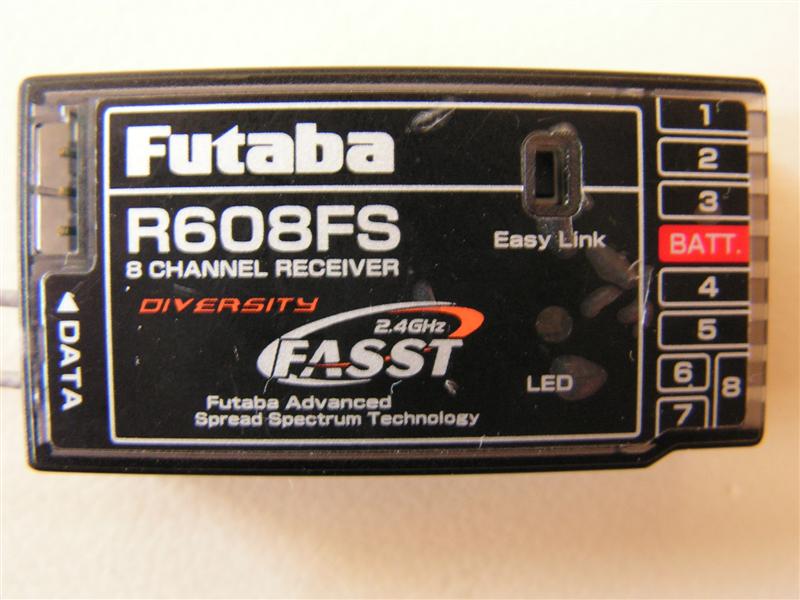 Futaba
R608FS
8 CHANNEL RECEIVER
DIVERSITY
2.4GHz
FASST
Futaba Advanced
Spread Spectrum Technology
Easy Link
LED
DATA
1
2
3
BATT.
4
5
6
7
8